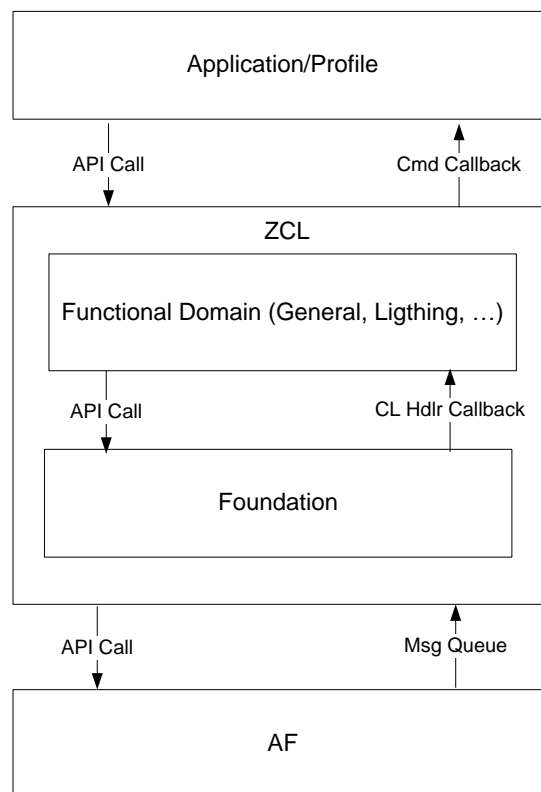 Application/Profile
API Call
Cmd Callback
ZCL
Functional Domain (General, Ligthing, …)
API Call
CL Hdlr Callback
Foundation
API Call
Msg Queue
AF